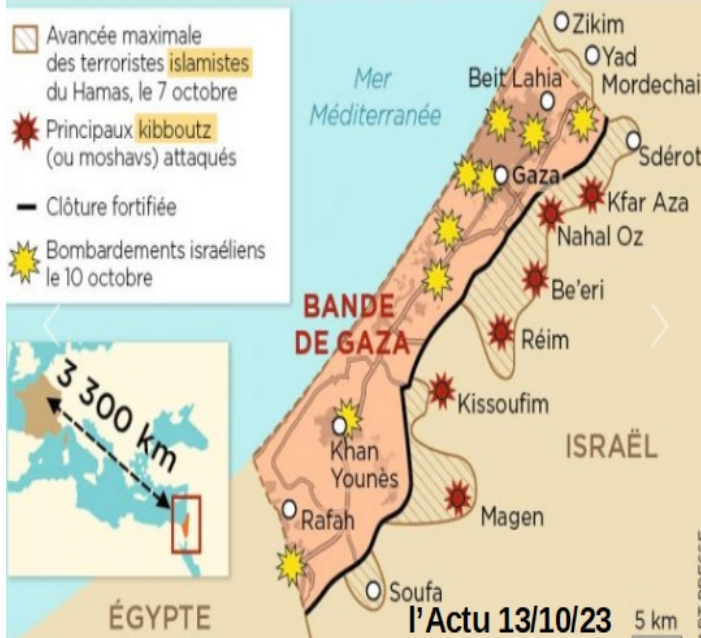 Avancée maximale
des terroristes islamistes
du Hamas, le 7 octobre
Principaux kibboutz
(ou moshavs) attaqués
Clôture fortifiée
Bombardements israéliens
le 10 octobre
Mer
Méditerranée
Zikim
Yad
Mordechai
Beit Lahia
Sdérot
Gaza
Kfar Aza
Nahal Oz
Be'eri
BANDE
DE GAZA
Réim
3 300 km
Kissoufim
ISRAËL
Khan
Younès
Magen
Rafah
Soufa
ÉGYPTE
l'Actu 13/10/23
5 km